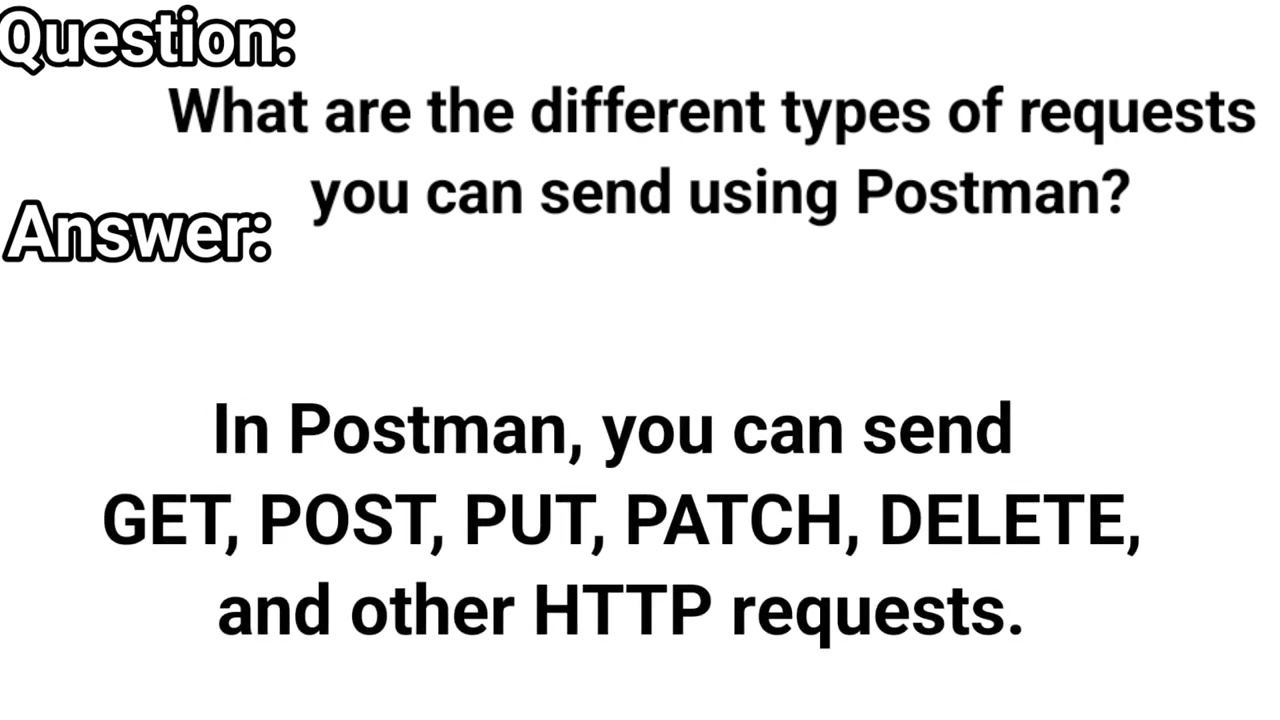 Question:
What are the different types of requests
you can send using Postman?
Answer:
In Postman, you can send
GET, POST, PUT, PATCH, DELETE,
and other HTTP requests.